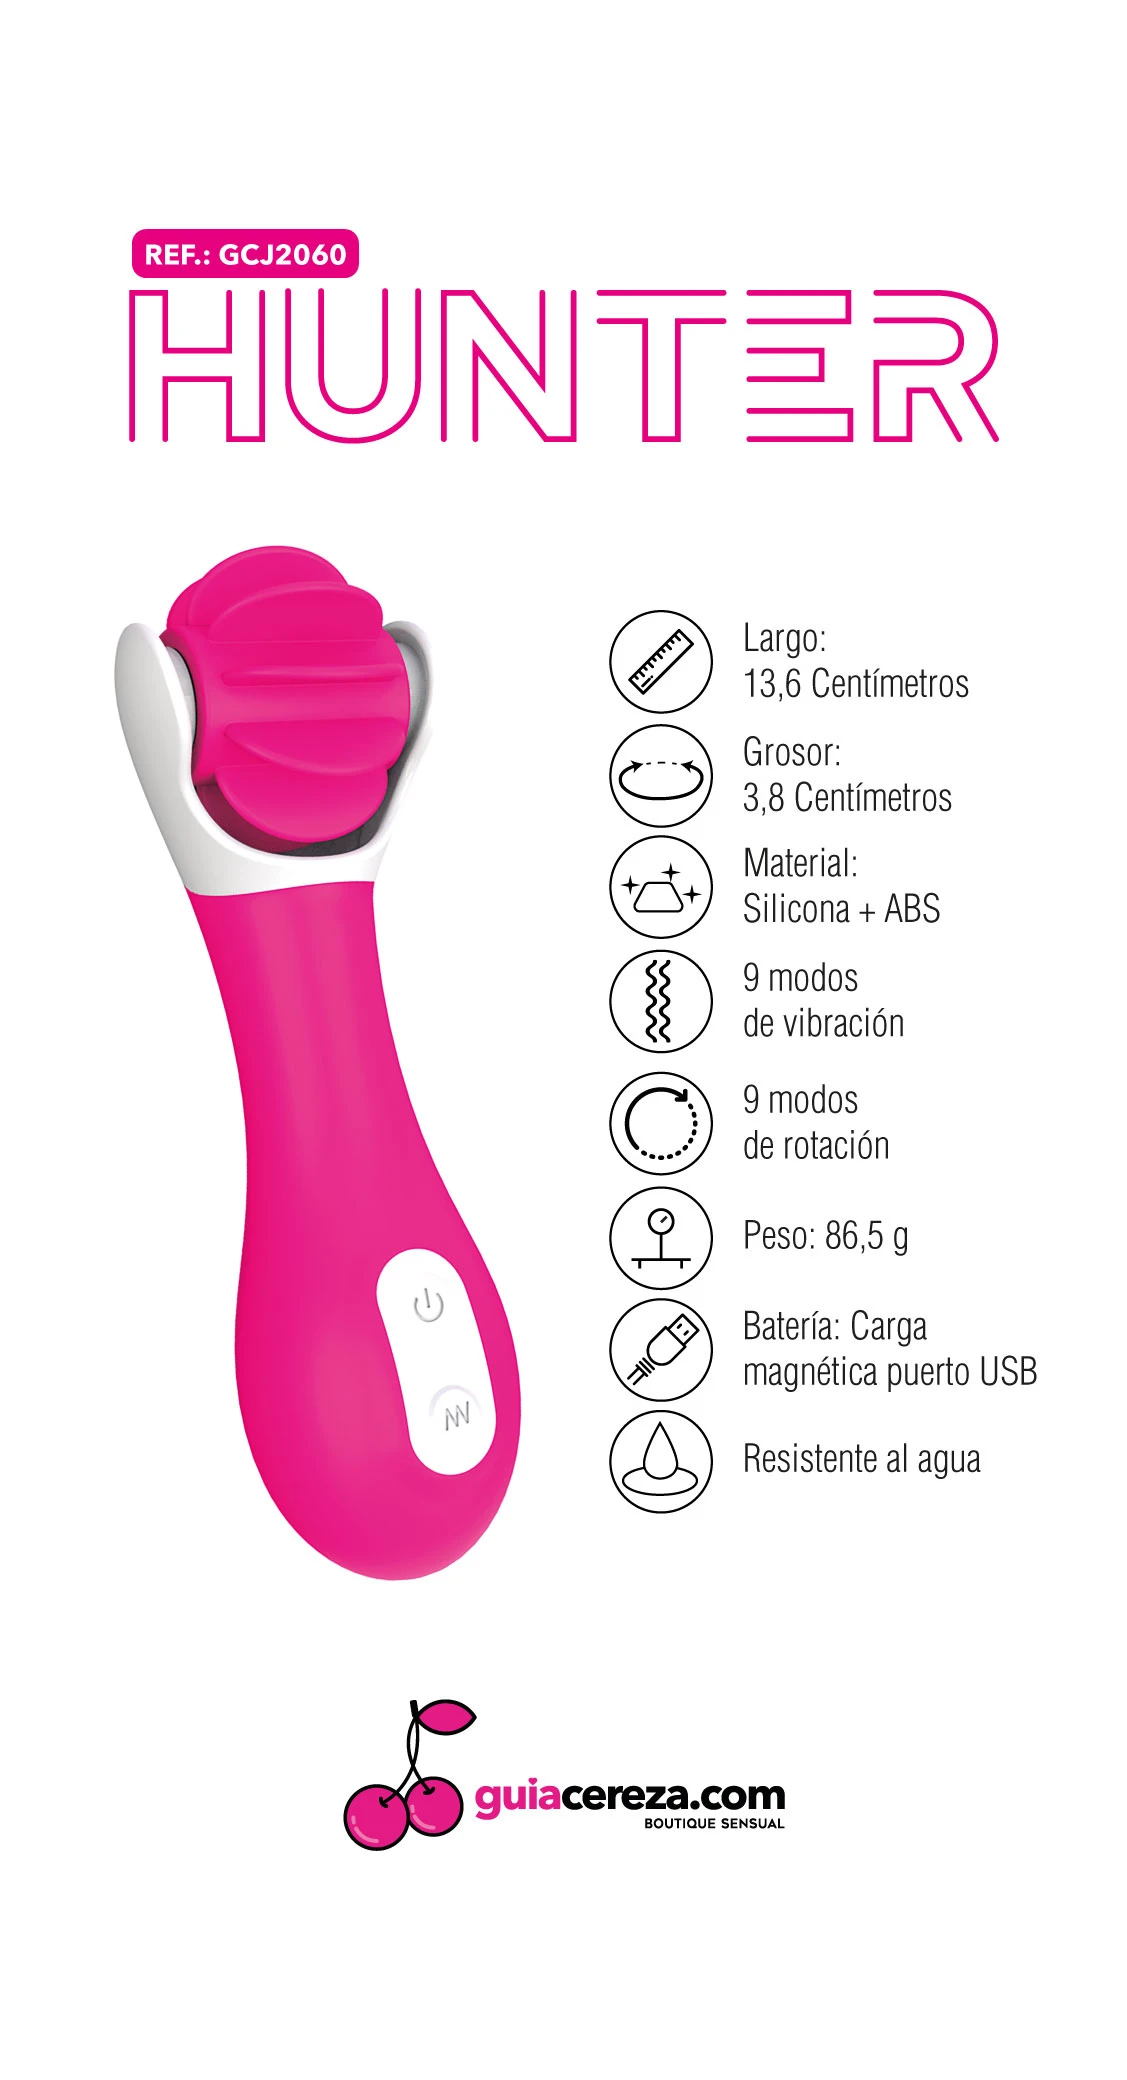 REF.: GCJ2060
HUNTER
Largo:
13,6 Centímetros
Grosor:
3,8 Centímetros
Material:
Silicona + ABS
9 modos
de vibración
9 modos
de rotación
Peso: 86,5 g
Batería: Carga
magnética puerto USB
Resistente al agua
guiacereza.com
BOUTIQUE SENSUAL